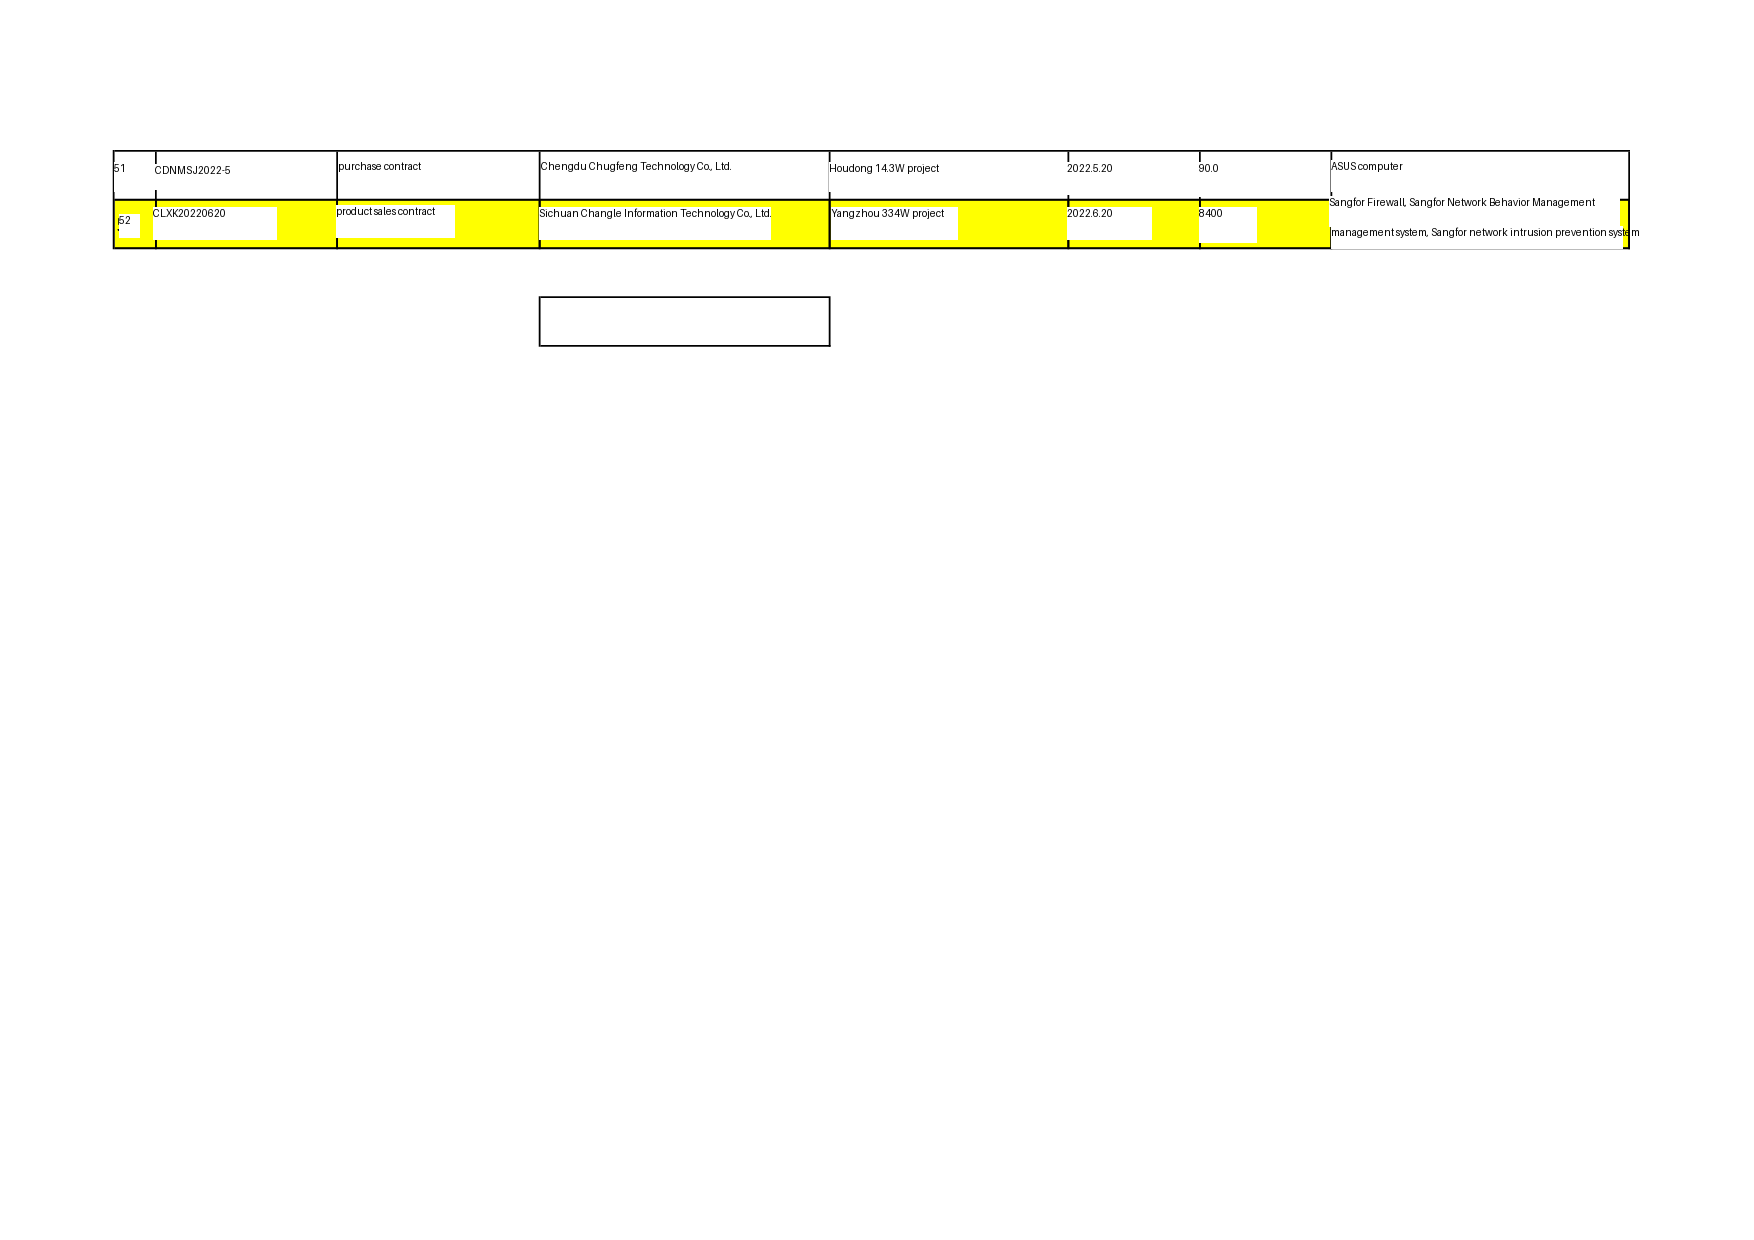 51 CDNMSJ2022-5 purchase contract Chengdu Chugfeng Technology Co., Ltd. Houdong 14.3W project 2022.5.20 90.0 ASUS computer
52 CLXK20220620 product sales contract Sichuan Changle Information Technology Co., Ltd. Yangzhou 334W project 2022.6.20 8400 Sangfor Firewall, Sangfor Network Behavior Management
management system, Sangfor network intrusion prevention system